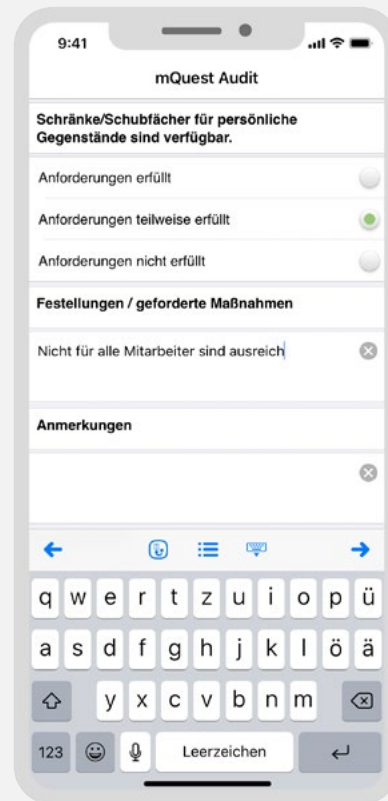 9:41
mQuest Audit
Schränke/Schubfächer für persönliche
Gegenstände sind verfügbar.
Anforderungen erfüllt
Anforderungen teilweise erfüllt
Anforderungen nicht erfüllt
Festellungen / geforderte Maßnahmen
Nicht für alle Mitarbeiter sind ausreich
Anmerkungen
q w e r t z u i o p ü
a s d f g h j k l ö ä
y x c v b n m
123 Leerzeichen